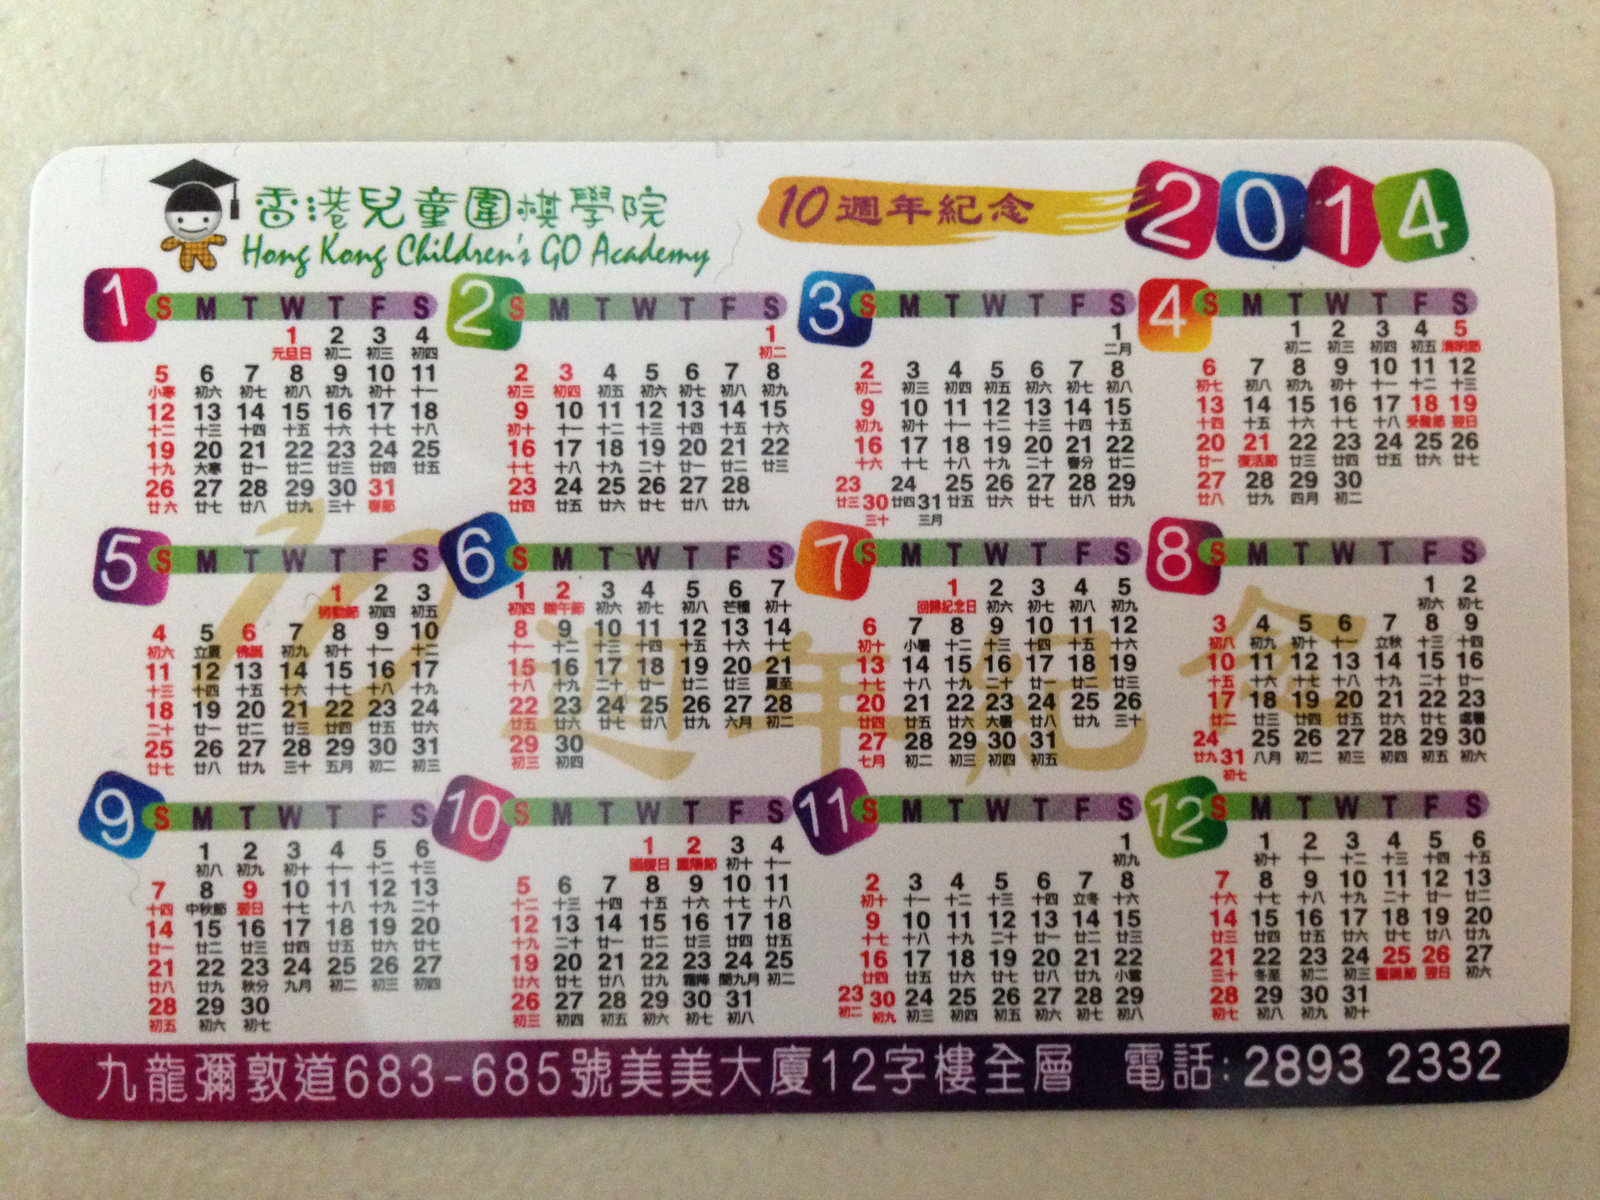 香港兒童圍棋學院
Hong Kong Children's GO Academy
10週年紀念
2014
1 S M T W T F S
1 2 3 4
元旦日 初二 初三 初四
5 6 7 8 9 10 11
小寒 初六 初七 初八 初九 初十 十一
12 13 14 15 16 17 18
十二 十三 十四 十五 十六 十七 十八
19 20 21 22 23 24 25
十九 大寒 廿一 廿二 廿三 廿四 廿五
26 27 28 29 30 31
廿六 廿七 廿八 廿九 三十 春節
2 S M T W T F S
1
初二
2 3 4 5 6 7 8
初三 初四 初五 初六 初七 初八 初九
9 10 11 12 13 14 15
初十 十一 十二 十三 十四 十五 十六
16 17 18 19 20 21 22
十七 十八 十九 二十 廿一 廿二 廿三
23 24 25 26 27 28
廿四 廿五 廿六 廿七 廿八 廿九
3 S M T W T F S
1
二月
2 3 4 5 6 7 8
初二 初三 初四 初五 初六 初七 初八
9 10 11 12 13 14 15
初九 初十 十一 十二 十三 十四 十五
16 17 18 19 20 21 22
十六 十七 十八 十九 二十 春分 廿二
23 24 25 26 27 28 29
廿三 30 廿四 31 廿五 廿六 廿七 廿八 廿九
三十 三月
4 S M T W T F S
1 2 3 4 5
初二 初三 初四 初五 清明節
6 7 8 9 10 11 12
初七 初八 初九 初十 十一 十二 十三
13 14 15 16 17 18 19
十四 十五 十六 十七 十八 受難節 翌日
20 21 22 23 24 25 26
廿一 復活節 廿三 廿四 廿五 廿六 廿七
27 28 29 30
廿八 廿九 四月 初二
5 S M T W T F S
1 2 3
勞動節 初四 初五
4 5 6 7 8 9 10
初六 立夏 佛誕 初九 初十 十一 十二
11 12 13 14 15 16 17
十三 十四 十五 十六 十七 十八 十九
18 19 20 21 22 23 24
二十 廿一 廿二 廿三 廿四 廿五 廿六
25 26 27 28 29 30 31
廿七 廿八 廿九 三十 五月 初二 初三
6 S M T W T F S
1 2 3 4 5 6 7
初四 端午節 初六 初七 初八 芒種 初十
8 9 10 11 12 13 14
十一 十二 十三 十四 十五 十六 十七
15 16 17 18 19 20 21
十八 十九 二十 廿一 廿二 廿三 夏至
22 23 24 25 26 27 28
廿五 廿六 廿七 廿八 廿九 六月 初二
29 30
初三 初四
7 S M T W T F S
1 2 3 4 5
回歸紀念日 初六 初七 初八 初九
6 7 8 9 10 11 12
初十 小暑 十二 十三 十四 十五 十六
13 14 15 16 17 18 19
十七 十八 十九 二十 廿一 廿二 廿三
20 21 22 23 24 25 26
廿四 廿五 廿六 大暑 廿八 廿九 三十
27 28 29 30 31
七月 初二 初三 初四 初五
8 S M T W T F S
1 2
初六 初七
3 4 5 6 7 8 9
初八 初九 初十 十一 立秋 十三 十四
10 11 12 13 14 15 16
十五 十六 十七 十八 十九 二十 廿一
17 18 19 20 21 22 23
廿二 廿三 廿四 廿五 廿六 廿七 處暑
24 25 26 27 28 29 30
廿九 31 八月 初二 初三 初四 初五 初六
初七
10週年紀念
9 S M T W T F S
1 2 3 4 5 6
初八 初九 初十 十一 十二 十三
7 8 9 10 11 12 13
十四 中秋節 翌日 十七 十八 十九 二十
14 15 16 17 18 19 20
廿一 廿二 廿三 廿四 廿五 廿六 廿七
21 22 23 24 25 26 27
廿八 廿九 秋分 九月 初二 初三 初四
28 29 30
初五 初六 初七
10 S M T W T F S
1 2 3 4
國慶日 重陽節 初十 十一
5 6 7 8 9 10 11
十二 十三 十四 十五 十六 十七 十八
12 13 14 15 16 17 18
十九 二十 廿一 廿二 廿三 廿四 廿五
19 20 21 22 23 24 25
廿六 廿七 廿八 廿九 霜降 閏九月 初二
26 27 28 29 30 31
初三 初四 初五 初六 初七 初八
11 S M T W T F S
1
初九
2 3 4 5 6 7 8
初十 十一 十二 十三 十四 立冬 十六
9 10 11 12 13 14 15
十七 十八 十九 二十 廿一 廿二 廿三
16 17 18 19 20 21 22
廿四 廿五 廿六 廿七 廿八 廿九 小雪
23 30 24 25 26 27 28 29
初二 初九 初三 初四 初五 初六 初七 初八
12 S M T W T F S
1 2 3 4 5 6
初十 十一 十二 十三 十四 十五
7 8 9 10 11 12 13
十六 十七 十八 十九 二十 廿一 廿二
14 15 16 17 18 19 20
廿三 廿四 廿五 廿六 廿七 廿八 廿九
21 22 23 24 25 26 27
三十 冬至 初二 初三 聖誕節 翌日 初六
28 29 30 31
初七 初八 初九 初十
九龍彌敦道683-685號美美大廈12字樓全層 電話: 2893 2332